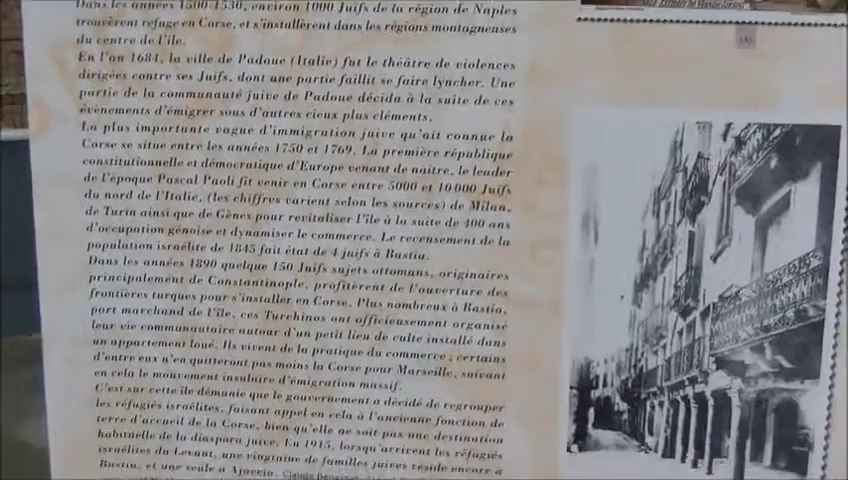 Dans les années 1500-1530, environ 1000 Juifs de la région de Naples
trouvèrent refuge en Corse, et s'installèrent dans les régions montagneuses
du centre de l'île.
En l'an 1684, la ville de Padoue (Italie) fut le théâtre de violences
dirigées contre ses Juifs, dont une partie faillit se faire lyncher. Une
partie de la communauté juive de Padoue décida à la suite de ces
évènements d'émigrer sous d'autres cieux plus cléments.
La plus importante vague d'immigration juive qu'ait connue la
Corse se situe entre les années 1750 et 1769. La première république
constitutionnelle et démocratique d'Europe venant de naitre, le leader
de l'époque Pascal Paoli fit venir en Corse entre 5000 et 10 000 Juifs
du nord de l'Italie, (les chiffres varient selon les sources) de Milan,
de Turin ainsi que de Gènes pour revitaliser l'île à la suite de 400 ans
d'occupation génoise et dynamiser le commerce. Le recensement de la
population israélite de 1845 fait état de 4 juifs à Bastia.
Dans les années 1890 quelque 150 Juifs sujets ottomans, originaires
principalement de Constantinople, profitèrent de l'ouverture des
frontières turques pour s'installer en Corse. Plus nombreux à Bastia,
port marchand de l'île, ces Turchinos ont officieusement organisé
leur vie communautaire autour d'un petit lieu de culte installé dans
un appartement loué. Ils vivent de la pratique du commerce ; certains
d'entre eux n'en quitteront pas moins la Corse pour Marseille, suivant
en cela le mouvement insulaire d'émigration massif.
C'est sur cette île démunie que le gouvernement a décidé de regrouper
les réfugiés israélites, faisant appel en cela à l'ancienne fonction de
terre d'accueil de la Corse, bien qu'elle ne soit pas une destination
habituelle de la diaspora juive. En 1915, lorsqu'arrivent les réfugiés
israélites du Levant, une vingtaine de familles juives réside encore à
Bastia, et une seule à Ajaccio.